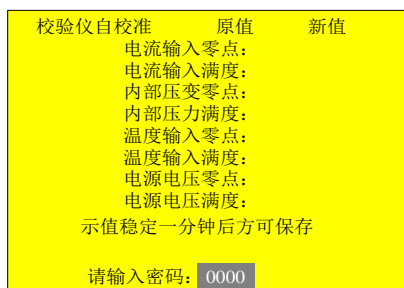 校验仪自校准 原值 新值
电流输入零点：
电流输入满度：
内部压变零点：
内部压力满度：
温度输入零点：
温度输入满度：
电源电压零点：
电源电压满度：
示值稳定一分钟后方可保存
请输入密码：0000